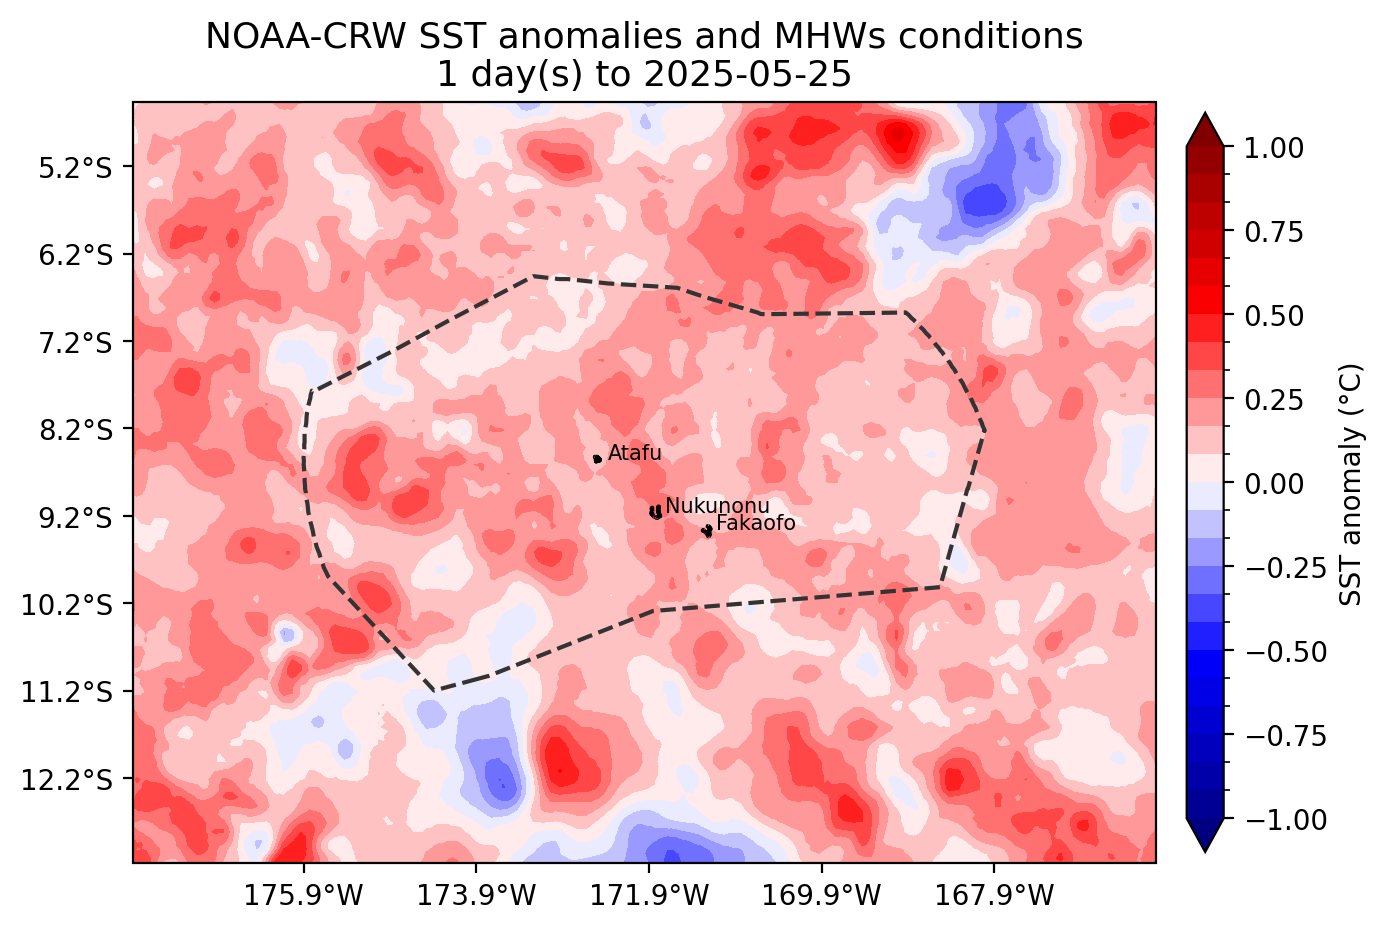 NOAA-CRW SST anomalies and MHWs conditions
1 day(s) to 2025-05-25
5.2°S
6.2°S
7.2°S
8.2°S
9.2°S
10.2°S
11.2°S
12.2°S
Atafu
Nukunonu
Fakaofo
175.9°W
173.9°W
171.9°W
169.9°W
167.9°W
1.00
0.75
0.50
0.25
0.00
−0.25
−0.50
−0.75
−1.00
SST anomaly (°C)